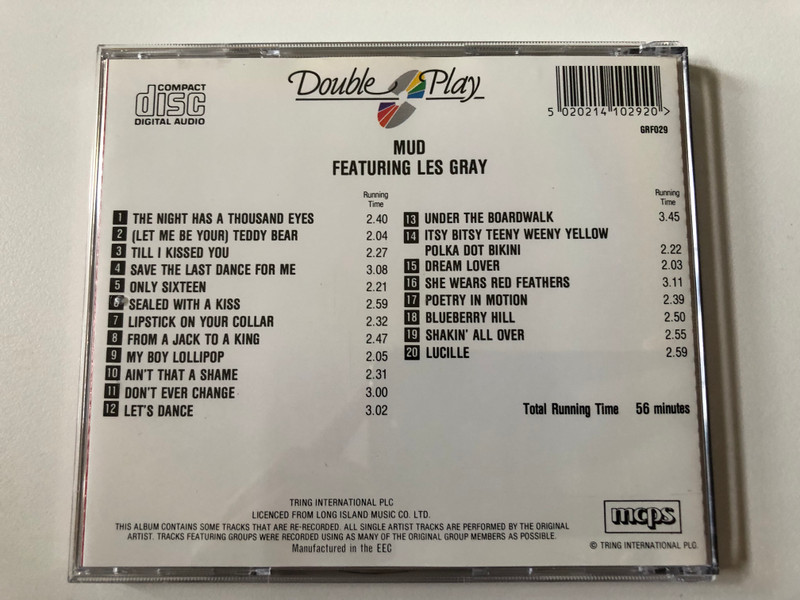 COMPACT
disc
DIGITAL AUDIO
Double Play
5 020214 102920 >
GRF029
MUD
FEATURING LES GRAY
Running
Time
1 THE NIGHT HAS A THOUSAND EYES 2.40
2 (LET ME BE YOUR) TEDDY BEAR 2.04
3 TILL I KISSED YOU 2.27
4 SAVE THE LAST DANCE FOR ME 3.08
5 ONLY SIXTEEN 2.21
6 SEALED WITH A KISS 2.59
7 LIPSTICK ON YOUR COLLAR 2.32
8 FROM A JACK TO A KING 2.47
9 MY BOY LOLLIPOP 2.05
10 AIN'T THAT A SHAME 2.31
11 DON'T EVER CHANGE 3.00
12 LET'S DANCE 3.02
Running
Time
13 UNDER THE BOARDWALK 3.45
14 ITSY BITSY TEENY WEENY YELLOW
POLKA DOT BIKINI 2.22
15 DREAM LOVER 2.03
16 SHE WEARS RED FEATHERS 3.11
17 POETRY IN MOTION 2.39
18 BLUEBERRY HILL 2.50
19 SHAKIN' ALL OVER 2.55
20 LUCILLE 2.59
Total Running Time 56 minutes
TRING INTERNATIONAL PLC
LICENCED FROM LONG ISLAND MUSIC CO. LTD.
THIS ALBUM CONTAINS SOME TRACKS THAT ARE RE-RECORDED. ALL SINGLE ARTIST TRACKS ARE PERFORMED BY THE ORIGINAL
ARTIST. TRACKS FEATURING GROUPS WERE RECORDED USING AS MANY OF THE ORIGINAL GROUP MEMBERS AS POSSIBLE.
Manufactured in the EEC
mcps
© TRING INTERNATIONAL PLC